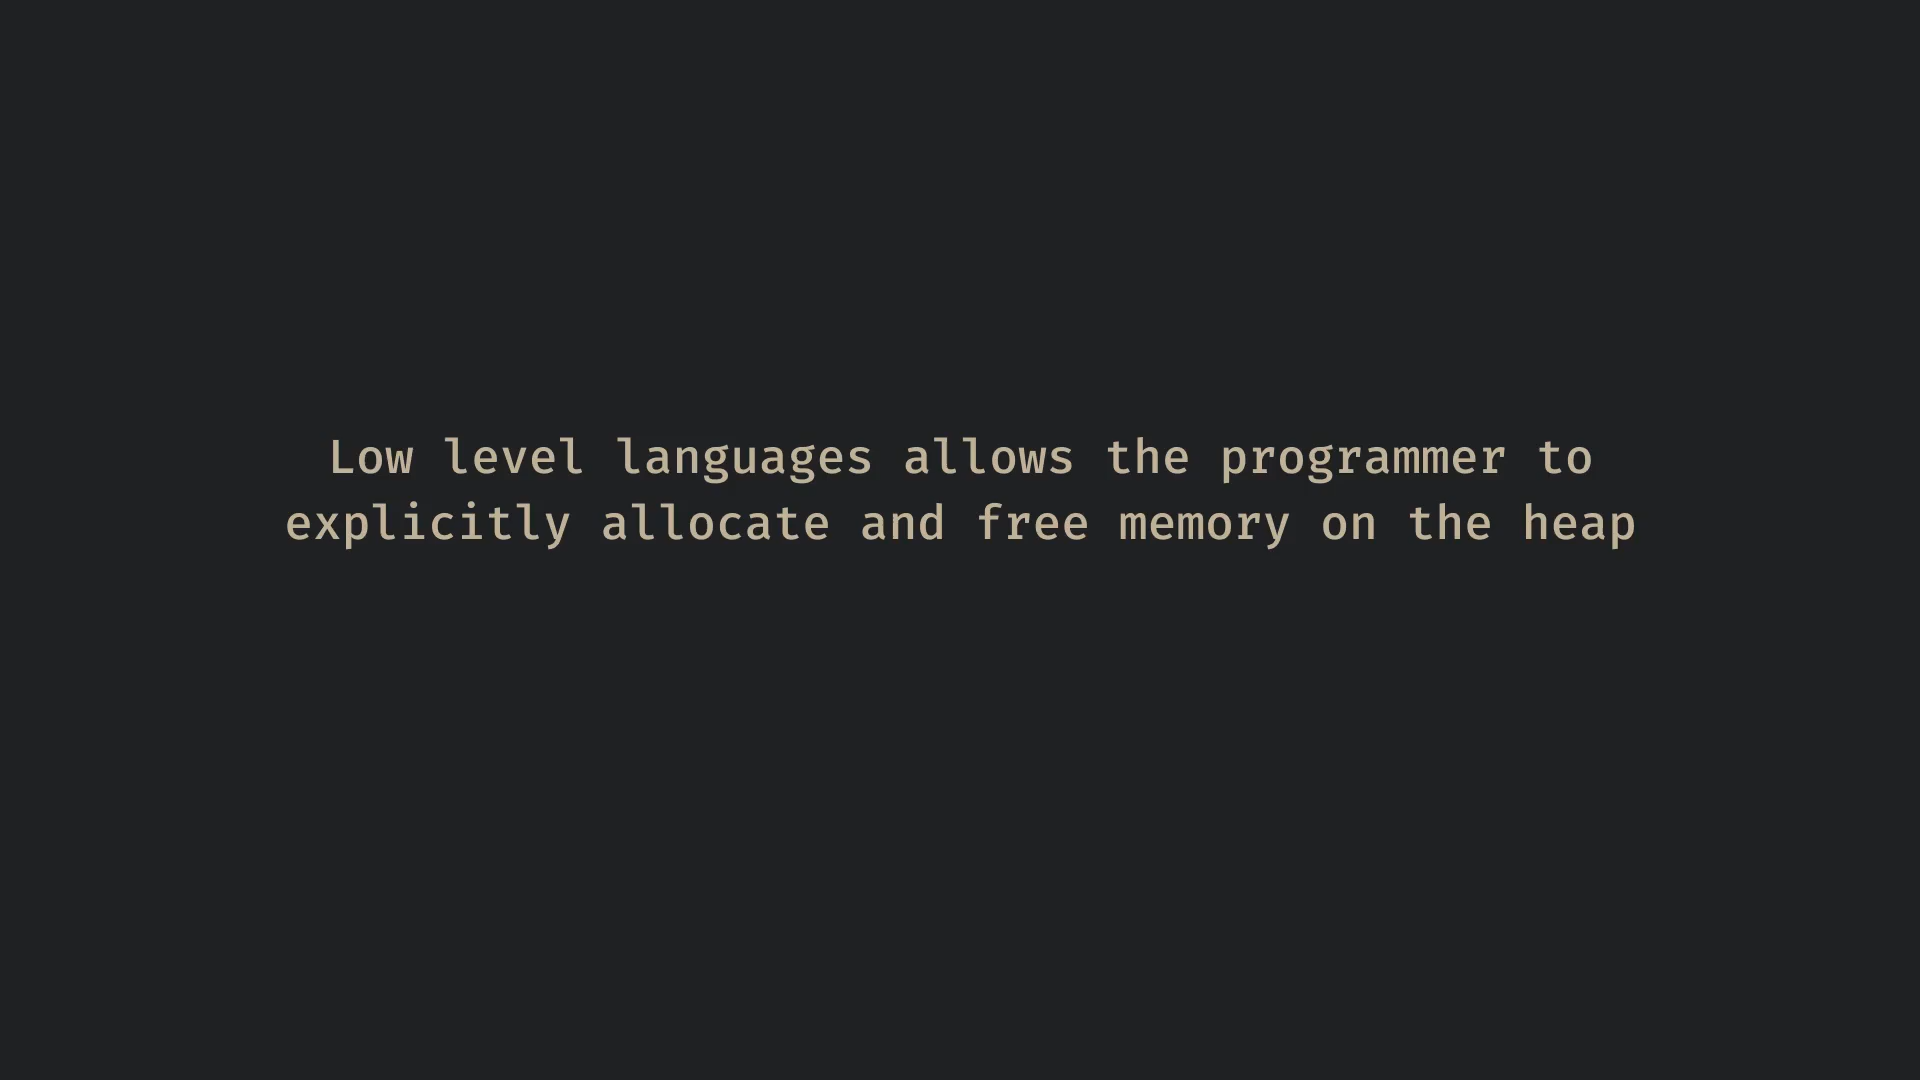 Low level languages allows the programmer to
explicitly allocate and free memory on the heap